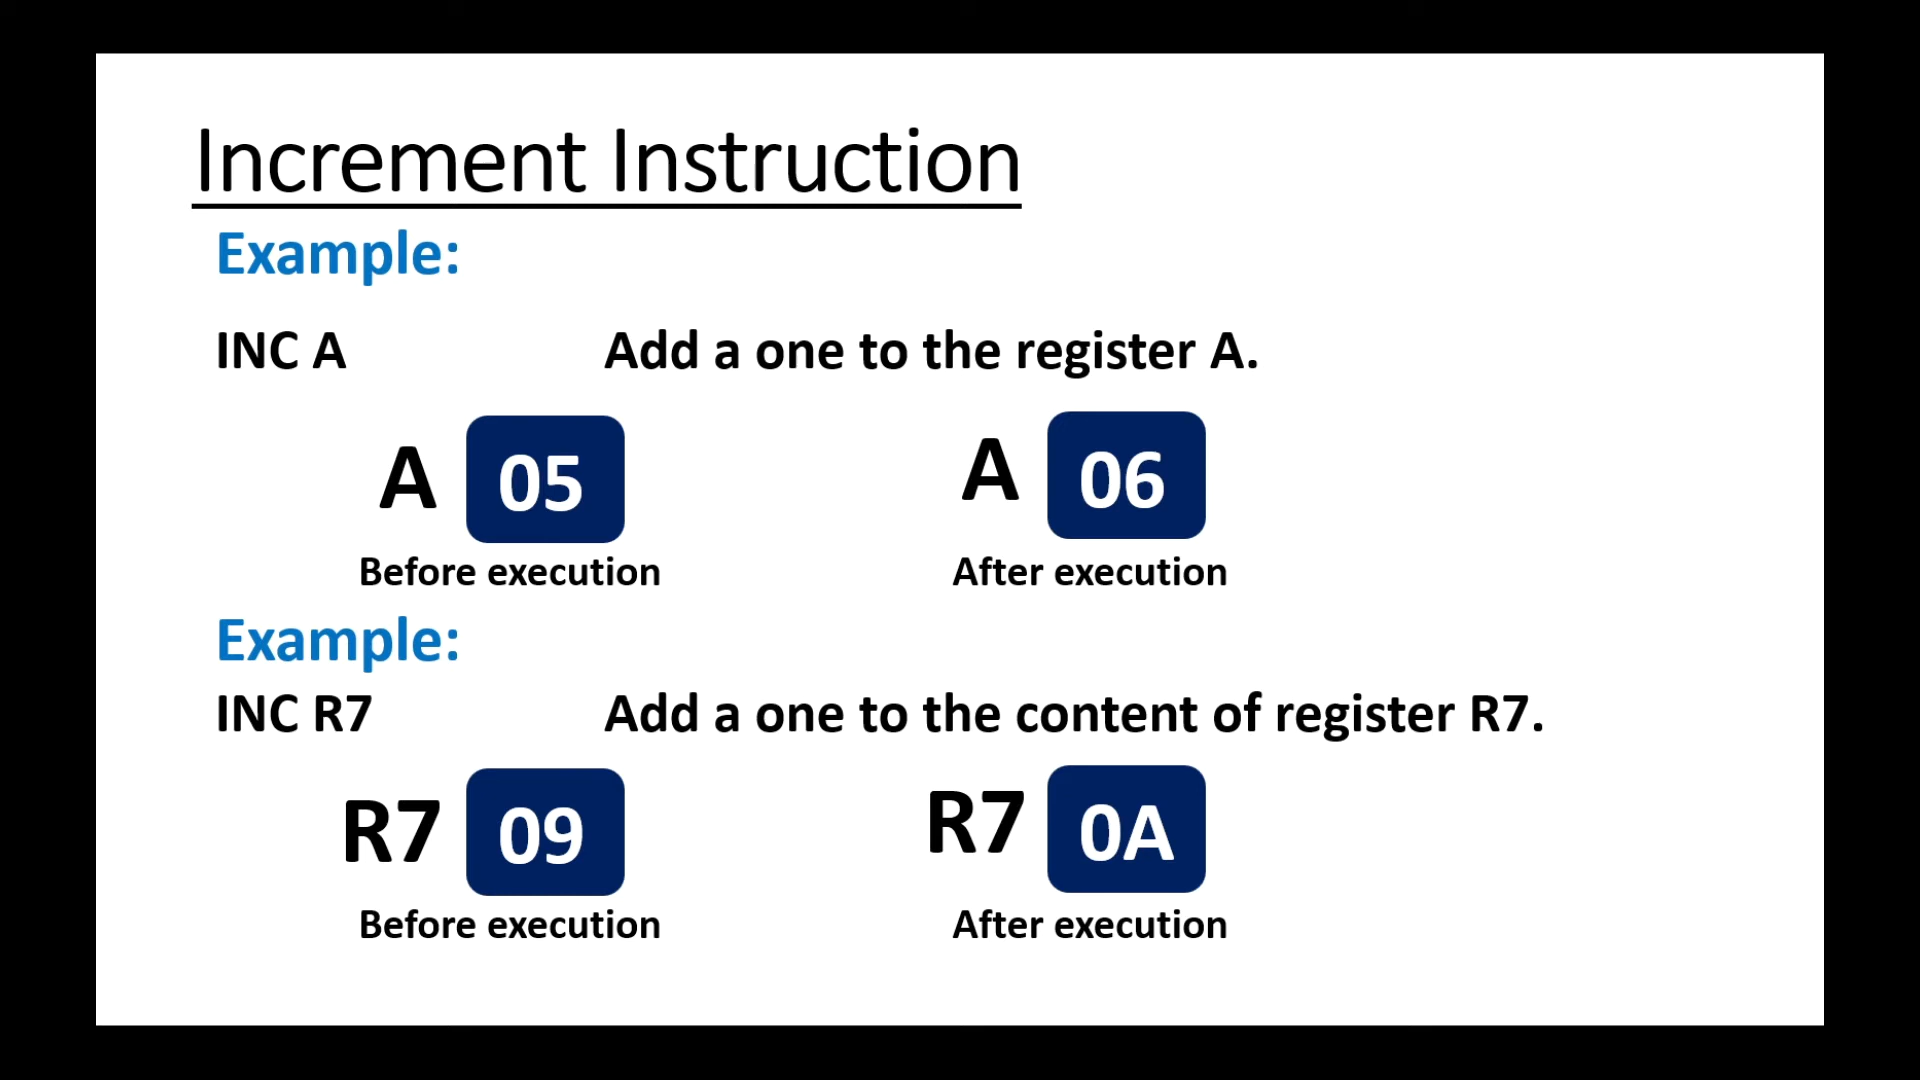 Increment Instruction
Example:
INC A Add a one to the register A.
A 05 A 06
Before execution After execution
Example:
INC R7 Add a one to the content of register R7.
R7 09 R7 0A
Before execution After execution